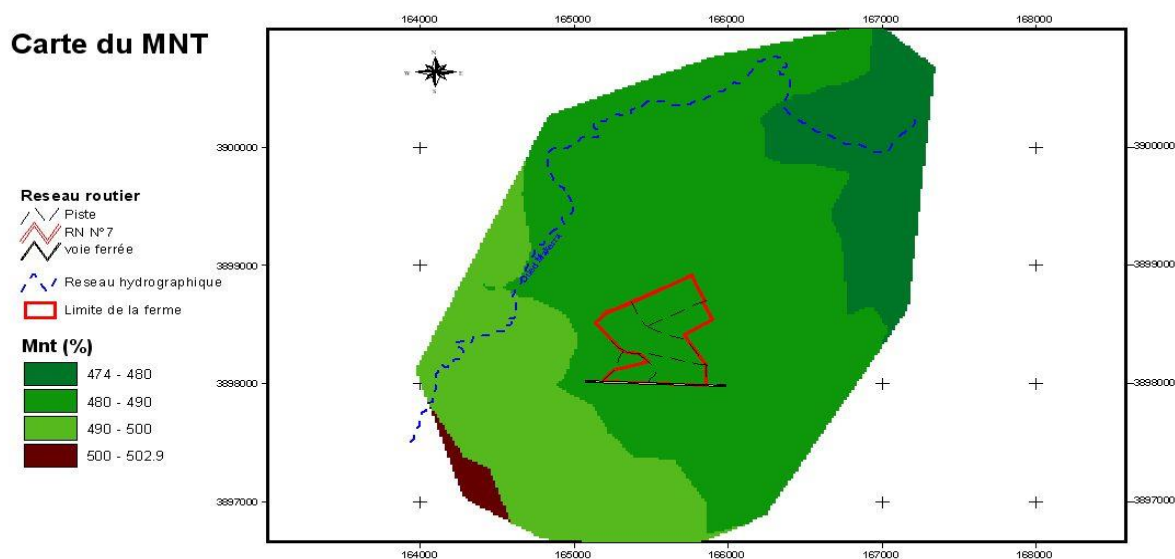 Carte du MNT
164000 165000 166000 167000 168000
N
W E
N
3900000 3900000
3899000 3899000
3898000 3898000
3897000 3897000
164000 165000 166000 167000 168000
Reseau routier
Piste
RN N°7
voie ferrée
Reseau hydrographique
Limite de la ferme
Mnt (%)
474 - 480
480 - 490
490 - 500
500 - 502.9